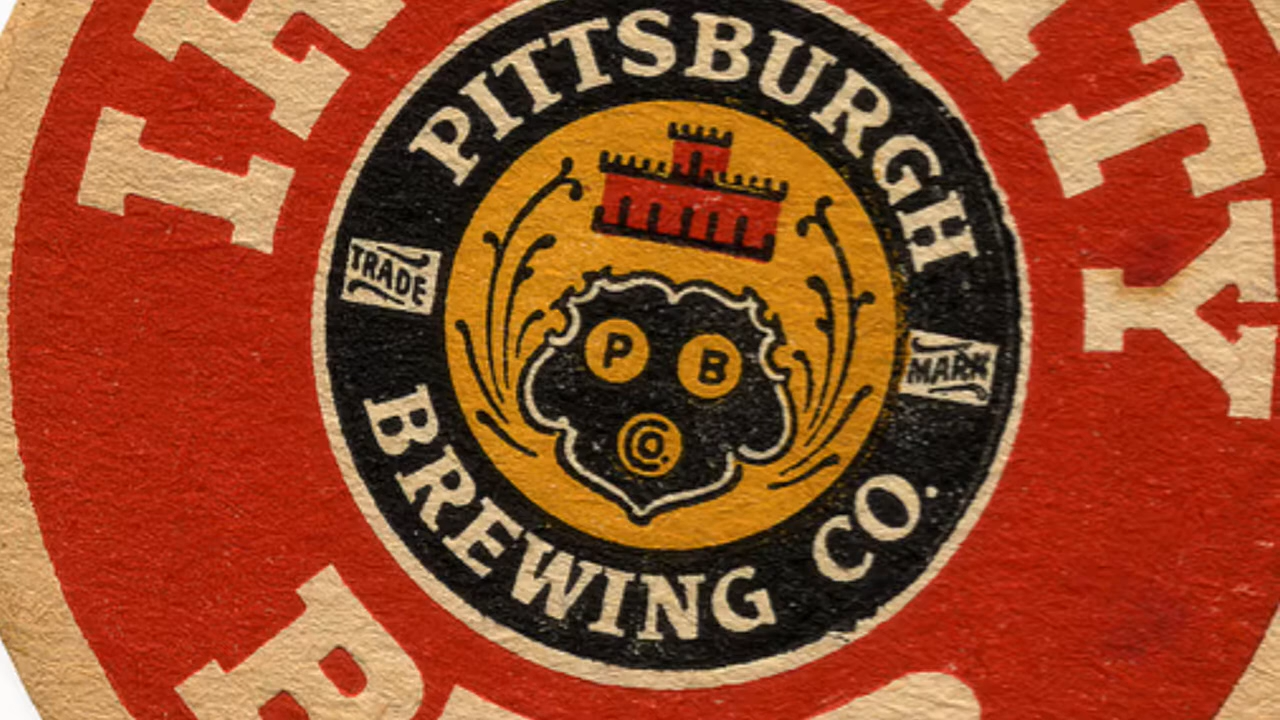 PITTSBURGH
TRADE
MARK
P B
CO.
BREWING CO.